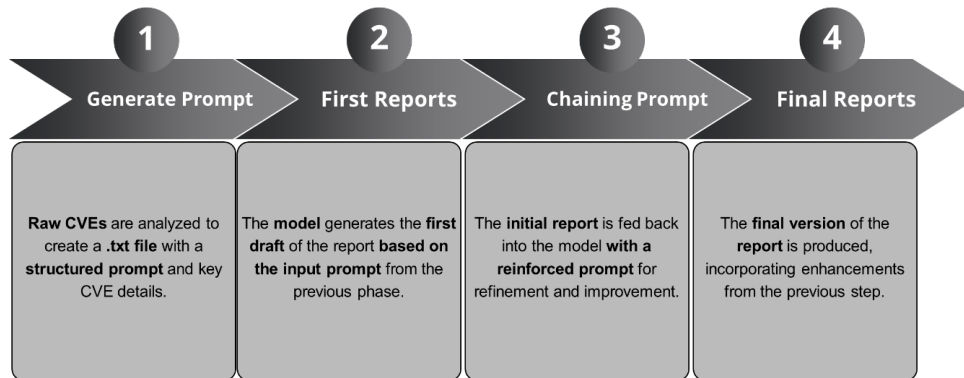 1
Generate Prompt
Raw CVEs are analyzed to
create a .txt file with a
structured prompt and key
CVE details.
2
First Reports
The model generates the first
draft of the report based on
the input prompt from the
previous phase.
3
Chaining Prompt
The initial report is fed back
into the model with a
reinforced prompt for
refinement and improvement.
4
Final Reports
The final version of the
report is produced,
incorporating enhancements
from the previous step.